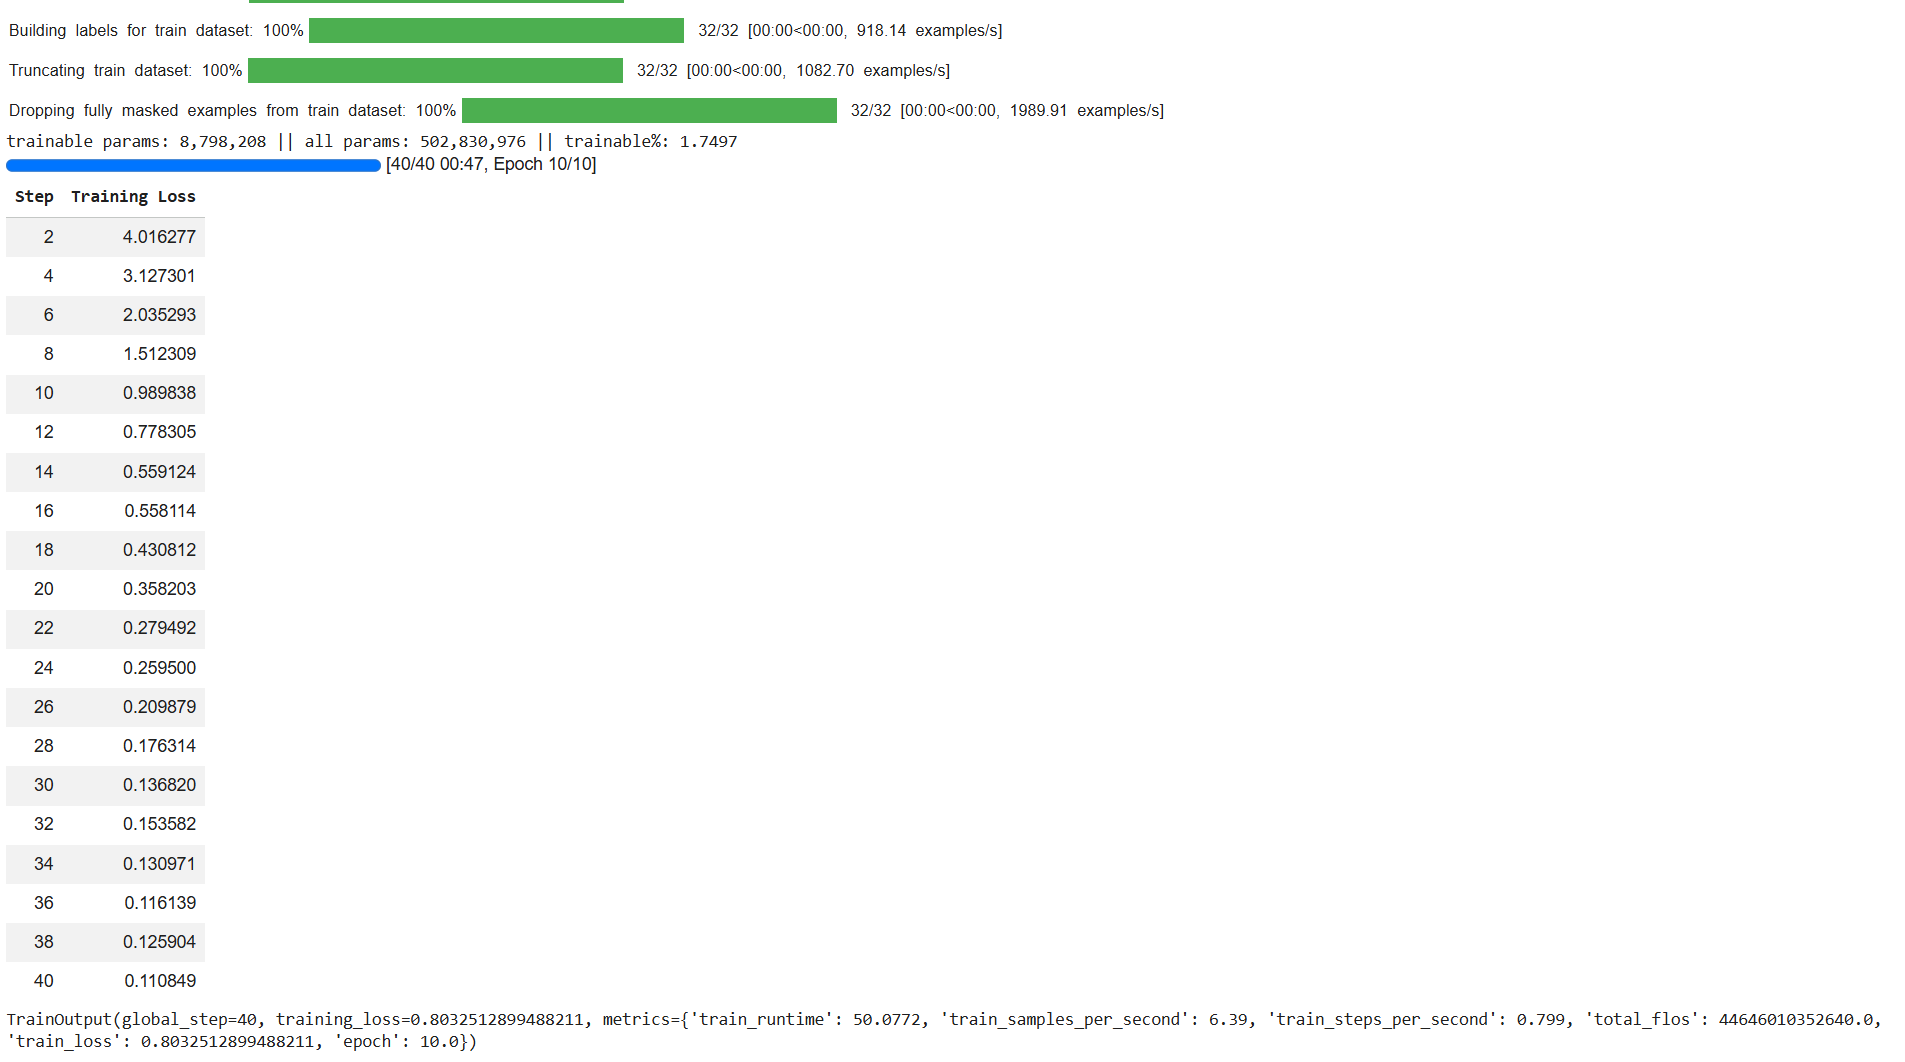 Building labels for train dataset: 100% 32/32 [00:00<00:00, 918.14 examples/s]
Truncating train dataset: 100% 32/32 [00:00<00:00, 1082.70 examples/s]
Dropping fully masked examples from train dataset: 100% 32/32 [00:00<00:00, 1989.91 examples/s]
trainable params: 8,798,208 || all params: 502,830,976 || trainable%: 1.7497
[40/40 00:47, Epoch 10/10]
Step Training Loss
2 4.016277
4 3.127301
6 2.035293
8 1.512309
10 0.989838
12 0.778305
14 0.559124
16 0.558114
18 0.430812
20 0.358203
22 0.279492
24 0.259500
26 0.209879
28 0.176314
30 0.136820
32 0.153582
34 0.130971
36 0.116139
38 0.125904
40 0.110849
TrainOutput(global_step=40, training_loss=0.8032512899488211, metrics={'train_runtime': 50.0772, 'train_samples_per_second': 6.39, 'train_steps_per_second': 0.799, 'total_flos': 44646010352640.0,
'train_loss': 0.8032512899488211, 'epoch': 10.0})